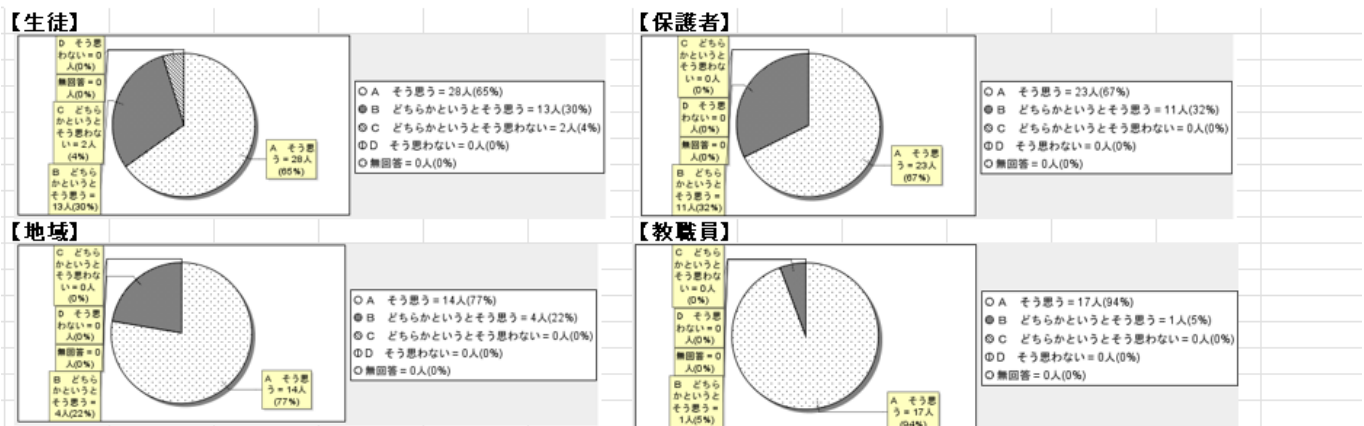 【生徒】
D そう思
わない = 0
人(0%)
無回答 = 0
人(0%)
C どちら
かというと
そう思わな
い = 2人
(4%)
B どちら
かというと
そう思う =
13人(30%)
A そう思
う = 28人
(65%)
A そう思う = 28人(65%)
B どちらかというとそう思う = 13人(30%)
C どちらかというとそう思わない = 2人(4%)
D そう思わない = 0人(0%)
無回答 = 0人(0%)
【保護者】
C どちら
かというと
そう思わな
い = 0人
(0%)
D そう思
わない = 0
人(0%)
無回答 = 0
人(0%)
B どちら
かというと
そう思う =
11人(32%)
A そう思
う = 23人
(67%)
A そう思う = 23人(67%)
B どちらかというとそう思う = 11人(32%)
C どちらかというとそう思わない = 0人(0%)
D そう思わない = 0人(0%)
無回答 = 0人(0%)
【地域】
C どちら
かというと
そう思わな
い = 0人
(0%)
D そう思
わない = 0
人(0%)
無回答 = 0
人(0%)
B どちら
かというと
そう思う =
4人(22%)
A そう思
う = 14人
(77%)
A そう思う = 14人(77%)
B どちらかというとそう思う = 4人(22%)
C どちらかというとそう思わない = 0人(0%)
D そう思わない = 0人(0%)
無回答 = 0人(0%)
【教職員】
C どちら
かというと
そう思わな
い = 0人
(0%)
D そう思
わない = 0
人(0%)
無回答 = 0
人(0%)
B どちら
かというと
そう思う =
1人(5%)
A そう思
う = 17人
(94%)
A そう思う = 17人(94%)
B どちらかというとそう思う = 1人(5%)
C どちらかというとそう思わない = 0人(0%)
D そう思わない = 0人(0%)
無回答 = 0人(0%)